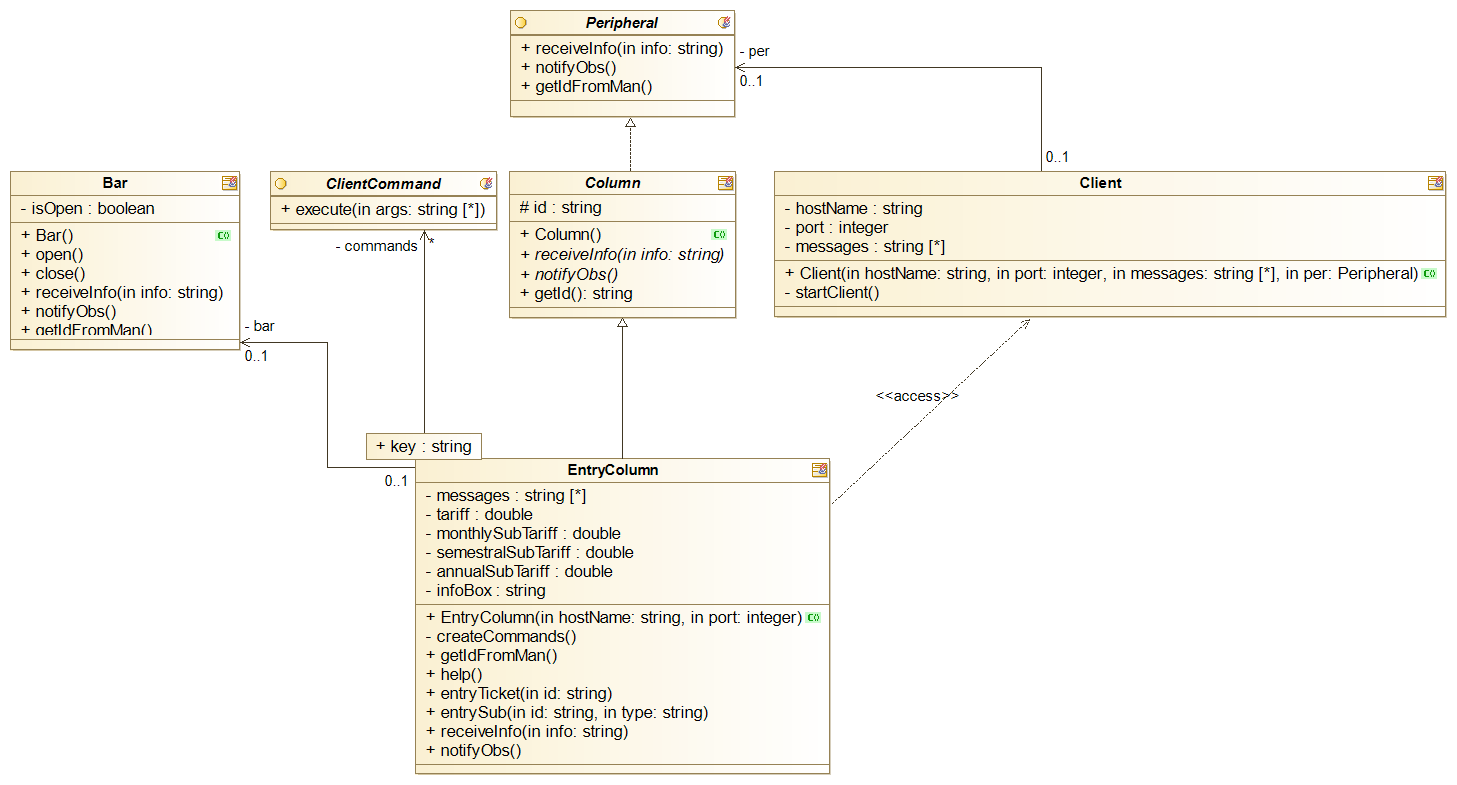 Peripheral
+ receiveInfo(in info: string)
+ notifyObs()
+ getIdFromMan()
- per
0..1
0..1
Bar
- isOpen : boolean
+ Bar()
+ open()
+ close()
+ receiveInfo(in info: string)
+ notifyObs()
+ getIdFromMan()
ClientCommand
+ execute(in args: string [*])
- commands
*
Column
# id : string
+ Column()
+ receiveInfo(in info: string)
+ notifyObs()
+ getId(): string
Client
- hostName : string
- port : integer
- messages : string [*]
+ Client(in hostName: string, in port: integer, in messages: string [*], in per: Peripheral)
- startClient()
- bar
0..1
<<access>>
+ key : string
0..1
EntryColumn
- messages : string [*]
- tariff : double
- monthlySubTariff : double
- semestralSubTariff : double
- annualSubTariff : double
- infoBox : string
+ EntryColumn(in hostName: string, in port: integer)
- createCommands()
+ getIdFromMan()
+ help()
+ entryTicket(in id: string)
+ entrySub(in id: string, in type: string)
+ receiveInfo(in info: string)
+ notifyObs()